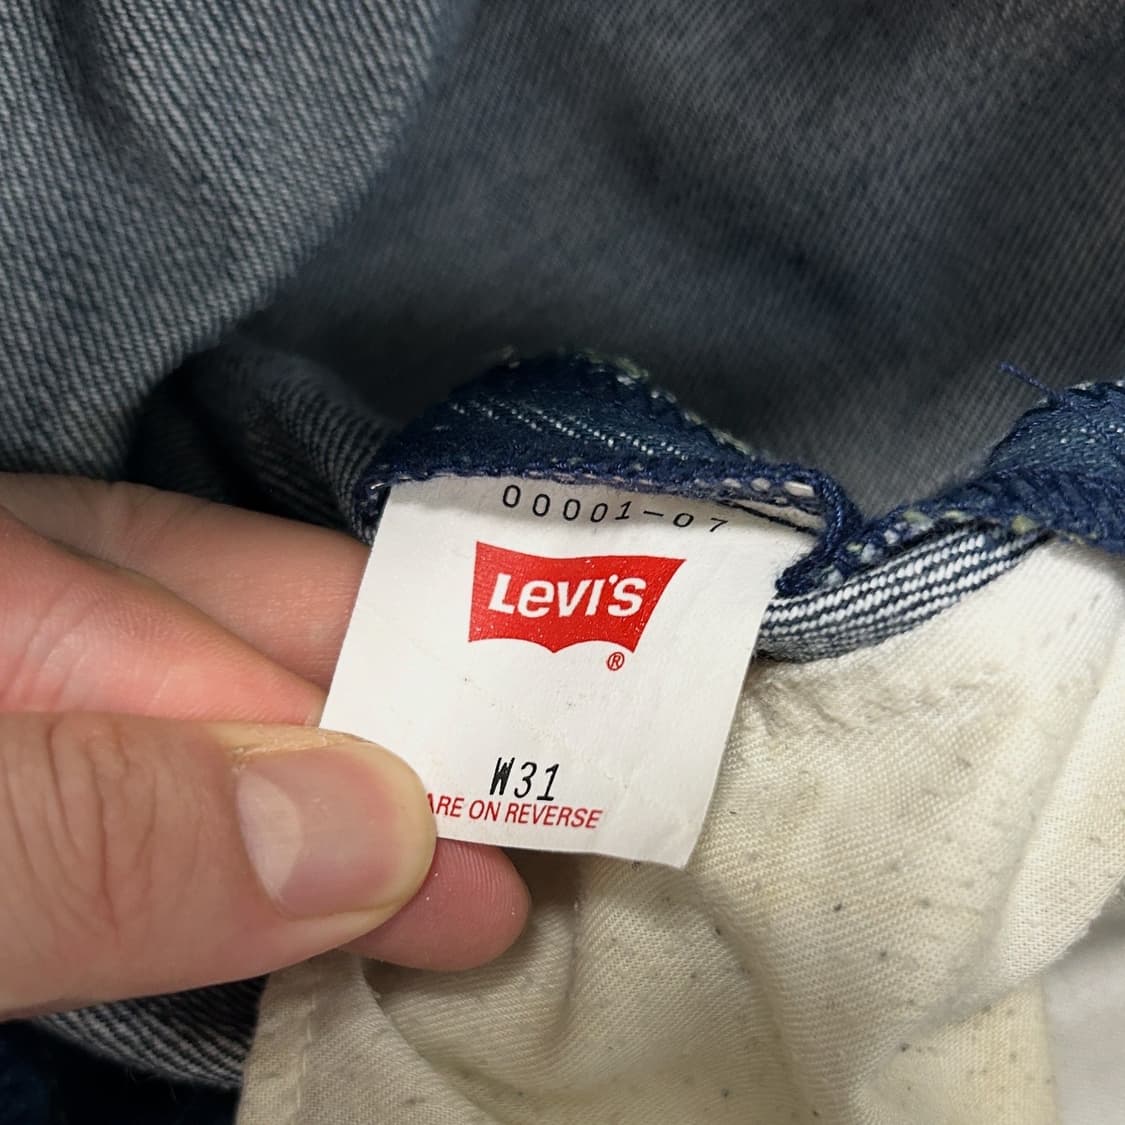 00001-07
LEVI'S
®
W31
ARE ON REVERSE